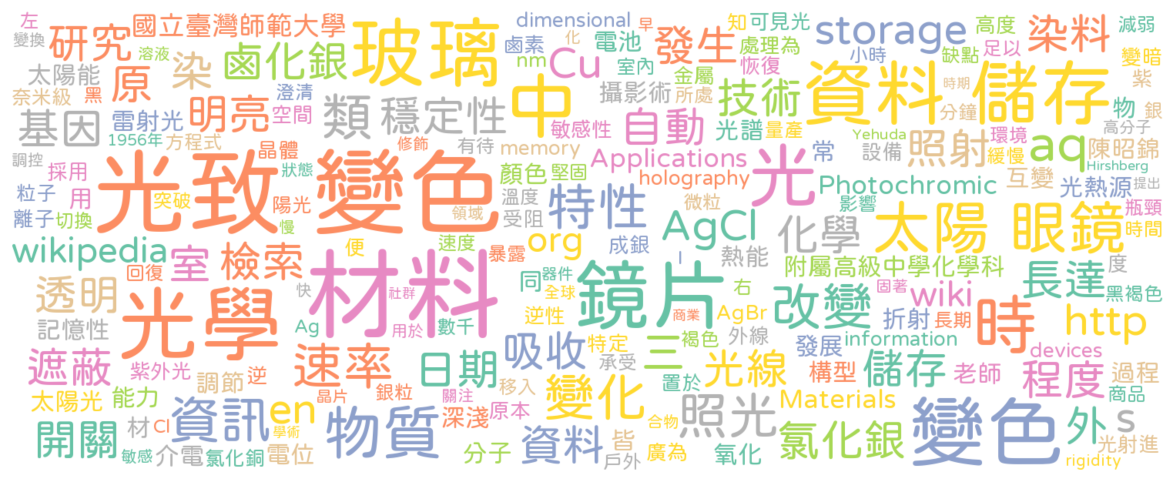 左
國立臺灣師範大學
dimensional
早
知
可見光
storage
高度
減弱
變換
研究
溶液
鹵化銀
玻璃
鹵素
化
電池
發生
處理為
小時
缺點
足以
染料
變暗
太陽能
原
染
nm
Cu
室內
金屬
恢復
資料 儲存
時期
紫
奈米級
黑
澄清
中
攝影術
所處
技術
分鐘
物
銀
基因
雷射光
明亮
空間
類
穩定性
敏感性
自動
光譜
量產
Yehuda
環境
高分子
1956年
方程式
修飾
有待
memory
常
設備
照射
緩慢
aq
陳昭錦
調控
採用
晶體
狀態
光致 變色
Applications
光
互變
Hirshberg
粒子
用
突破
陽光
顏色
堅固
holography
Photochromic
光熱源
提出
離子
切換
慢
領域
溫度
受阻
特性
微粒
影響
瓶頸
時間
wikipedia
室
檢索
便
速度
暴露
org
成銀
AgCl
化學
太陽 眼鏡
透明
回復
快
材料
社群
同
器件
全球
鏡片
I
熱能
附屬高級中學化學科
度
長達
黑褐色
記憶性
光學
Ag
用於
數千
逆性
商業
右
AgBr
改變
固著
wiki
折射
長期
時
http
遮蔽
紫外光
速率
日期
吸收
特定
三
褐色
外線
發展
information
devices
調節
逆
晶片
銀粒
關注
移入
承受
置於
光線
構型
儲存
老師
程度
過程
太陽光
能力
資訊
en
原本
深淺
變化
Materials
商品
開關
材
Cl
學術
物質
資料
皆
合物
照光
氯化銀
變色
外
s
敏感
介電
氯化銅
電位
分子
戶外
廣為
氧化
光射進
rigidity